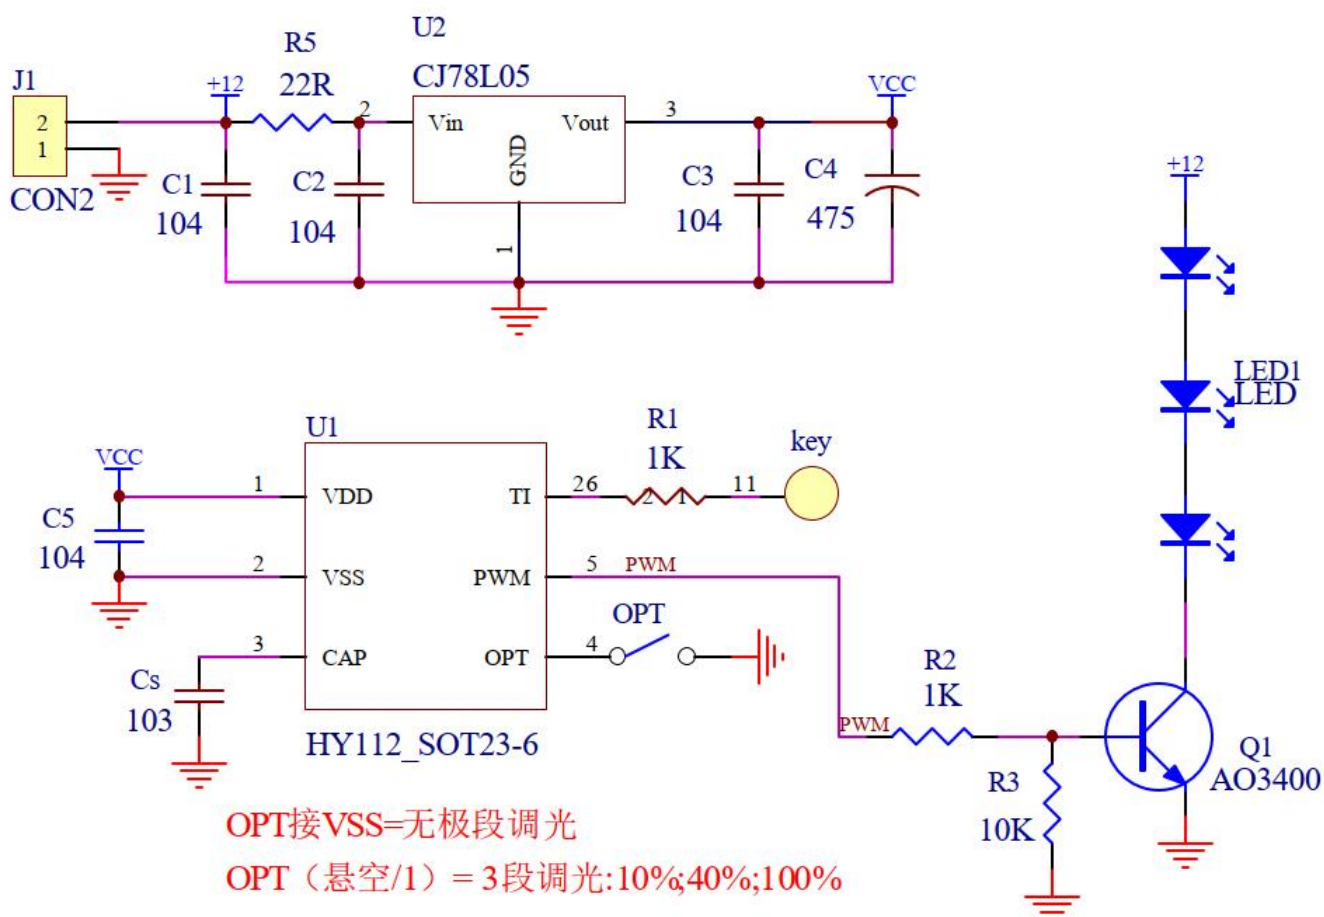 J1
2
1
CON2
+12
R5
22R
C1
104
C2
104
U2
CJ78L05
2
Vin
Vout
GND
1
3
C3
104
C4
475
VCC
+12
LED1
LED
VCC
C5
104
U1
1
VDD
2
VSS
3
CAP
TI
PWM
OPT
HY112_SOT23-6
Cs
103
26
R1
1K
2 1
11
key
5
PWM
OPT
4
PWM
R2
1K
R3
10K
Q1
AO3400
OPT接VSS=无极段调光
OPT（悬空/1）= 3段调光:10%;40%;100%